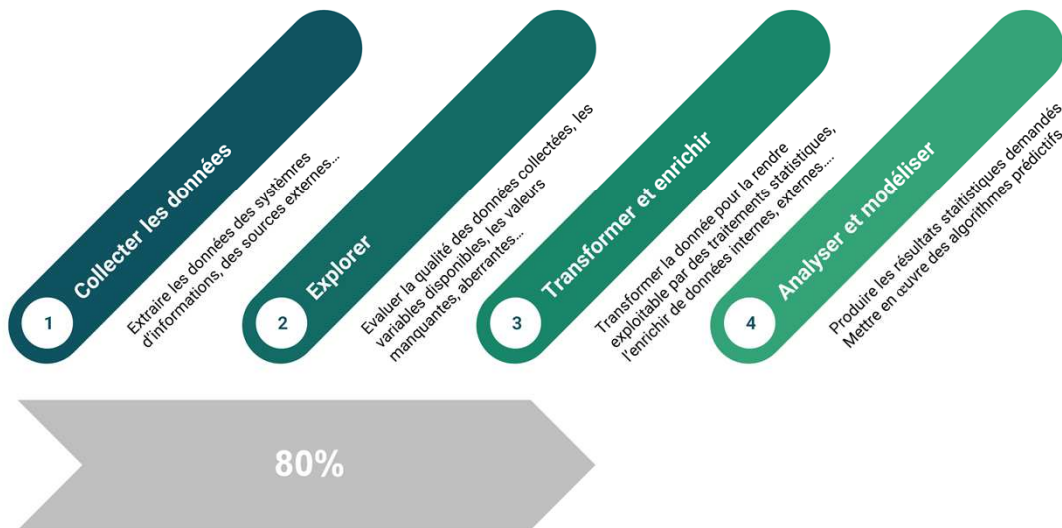 1
Collecter les données
Extraire les données des systèmres
d'informations, des sources externes...
2
Explorer
Evaluer la qualité des données collectées, les
variables disponibles, les valeurs
manquantes, aberrantes...
3
Transformer et enrichir
Transformer la donnée pour la rendre
exploitable par des traitements statistiques,
l'enrichir de données internes, externes....
4
Analyser et modéliser
Produire les résultats staitistiques demandés
Mettre en œuvre des algorithmes prédictifs
80%